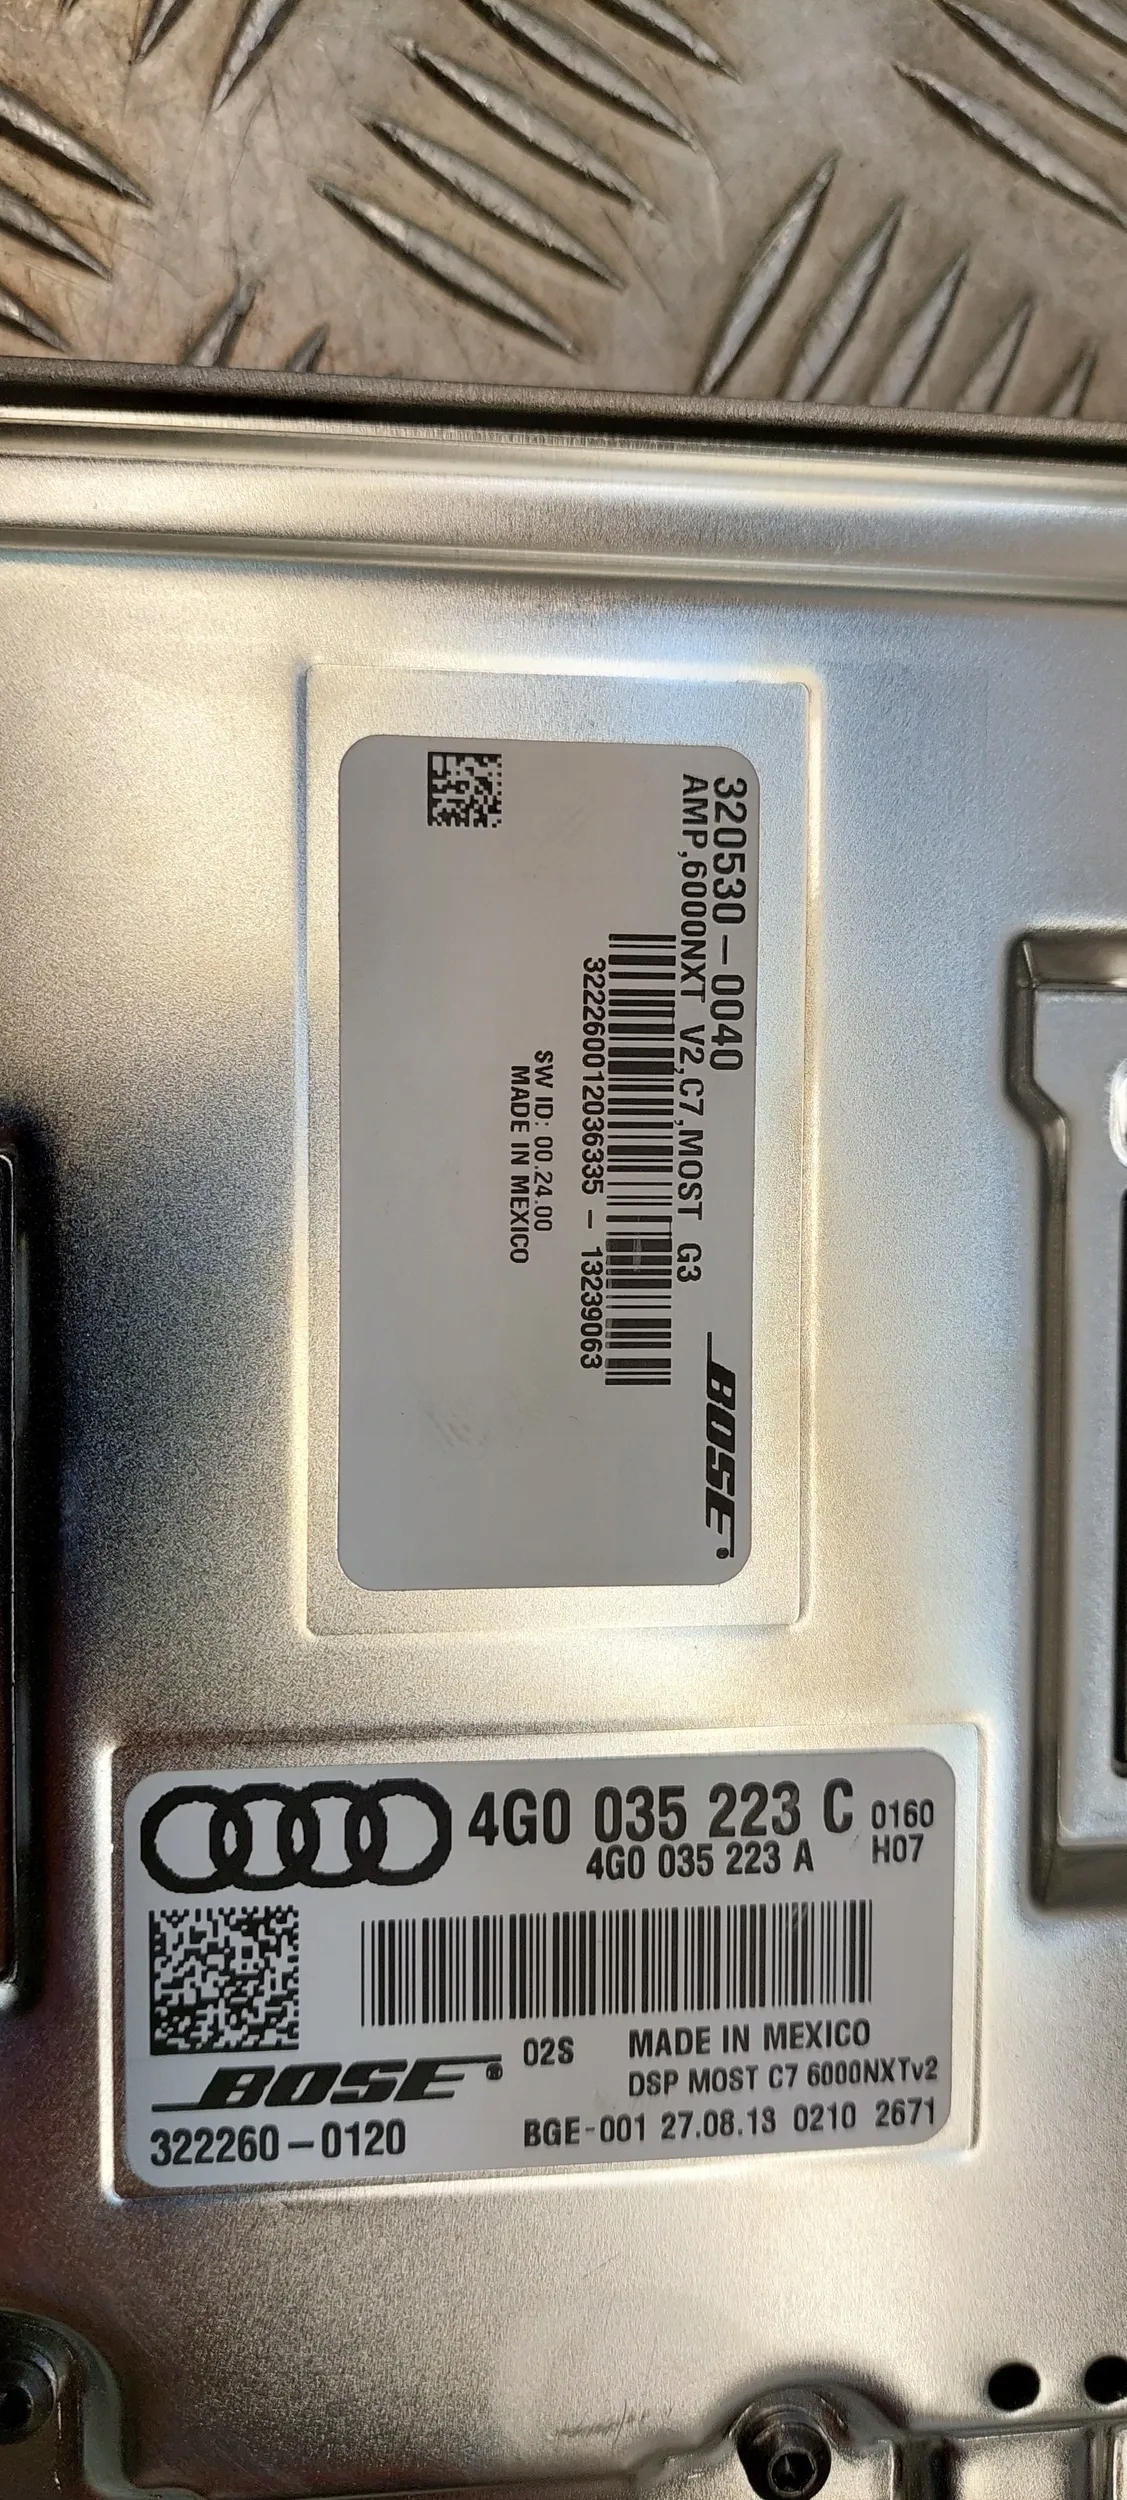 320530-0040
BOSE®
AMP,6000NXT V2,C7,MOST G3
322260012036335 - 13239063
SW ID: 00.24.00
MADE IN MEXICO
4G0 035 223 C 0160
4G0 035 223 A H07
02S MADE IN MEXICO
BOSE® DSP MOST C7 6000NXTv2
322260-0120 BGE-001 27.08.13 0210 2671